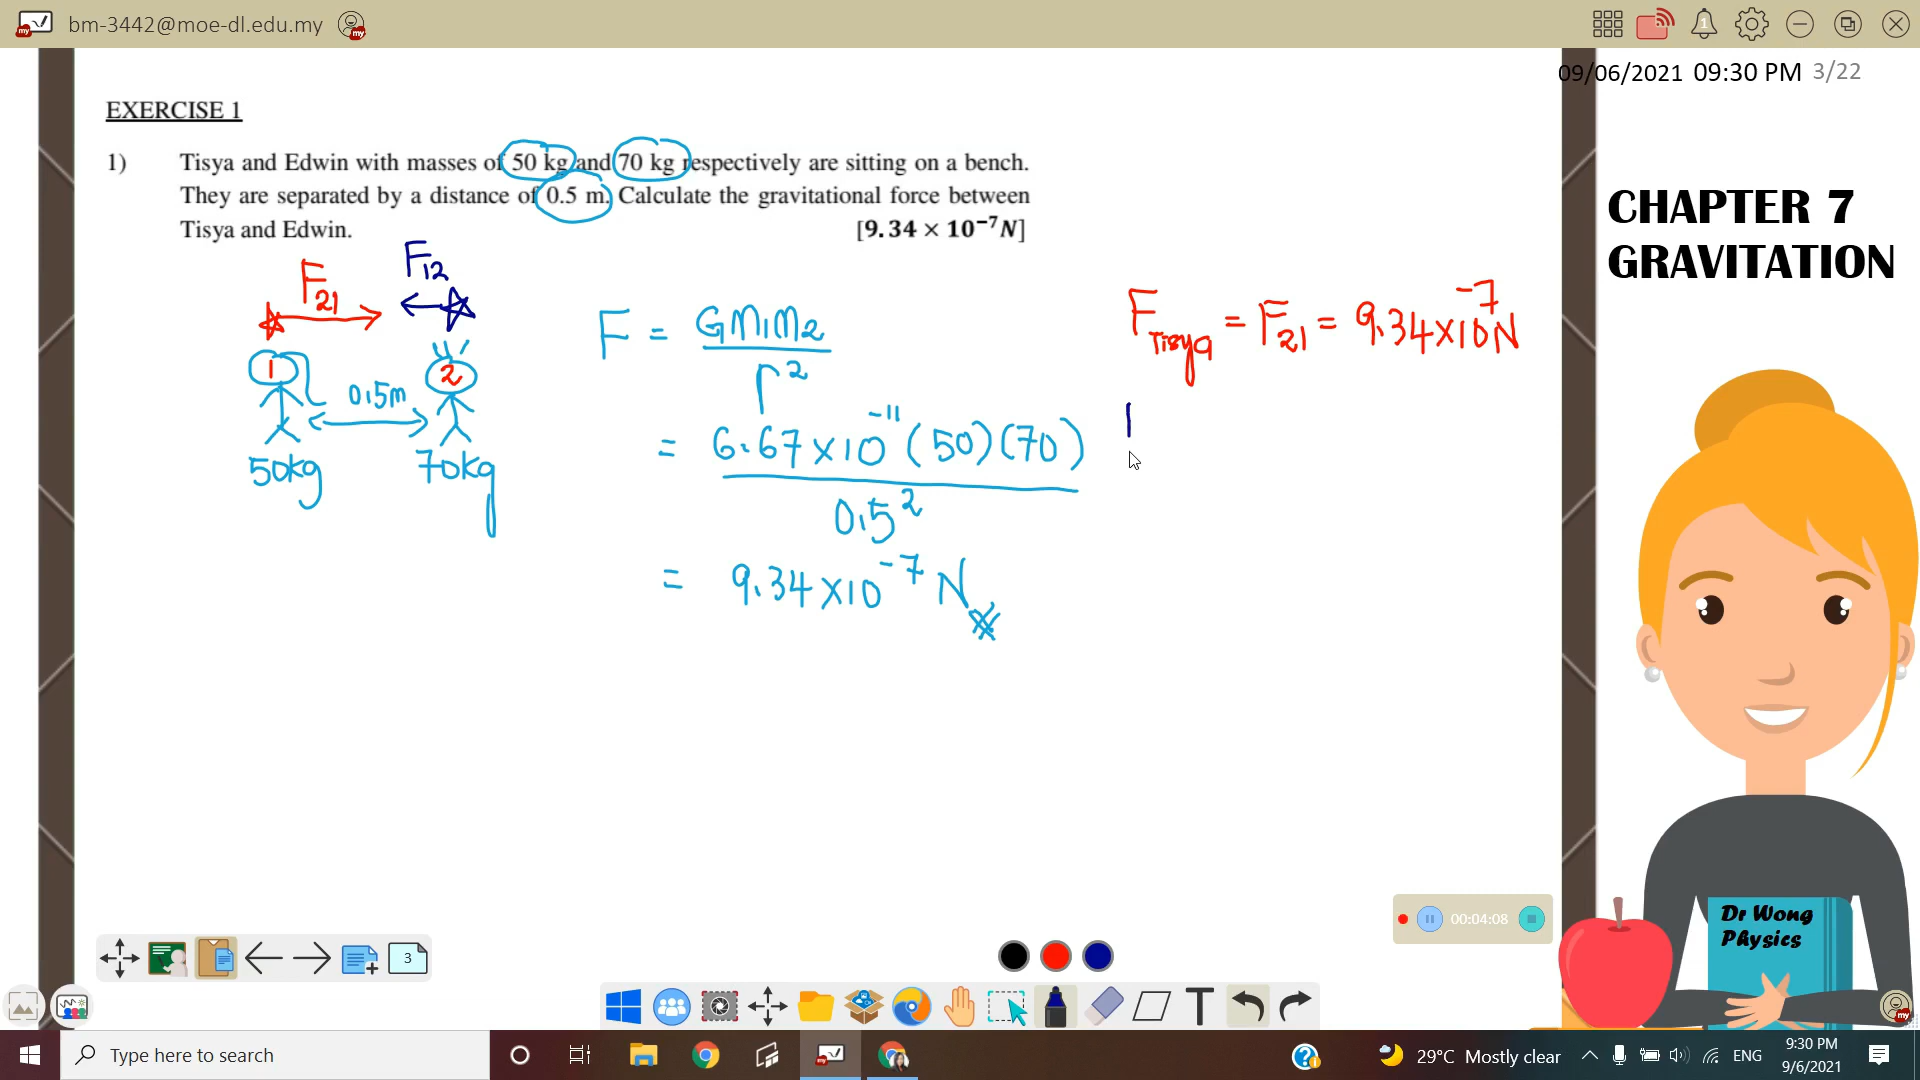 bm-3442@moe-dl.edu.my
my
1
09/06/2021 09:30 PM 3/22
EXERCISE 1
1) Tisya and Edwin with masses of 50 kg and 70 kg respectively are sitting on a bench.
They are separated by a distance of 0.5 m. Calculate the gravitational force between
Tisya and Edwin. [9.34 × 10⁻⁷N]
CHAPTER 7
GRAVITATION
F₂₁
F₁₂
1
2
0.5m
50kg
70kg
F = Gm₁m₂ / r²
= 6.67×10⁻¹¹(50)(70) / 0.5²
= 9.34×10⁻⁷ N
F Tisya = F₂₁ = 9.34×10⁻⁷N
00:04:08
Dr Wong
Physics
3
T
Type here to search
29°C Mostly clear
ENG
9:30 PM
9/6/2021